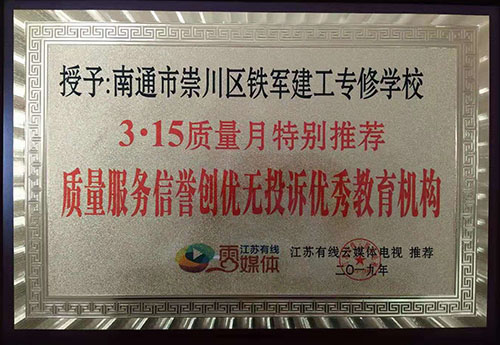 授予:南通市崇川区铁军建工专修学校
3·15质量月特别推荐
质量服务信誉创优无投诉优秀教育机构
江苏有线
云媒体
江苏有线云媒体电视 推荐
二〇一九年